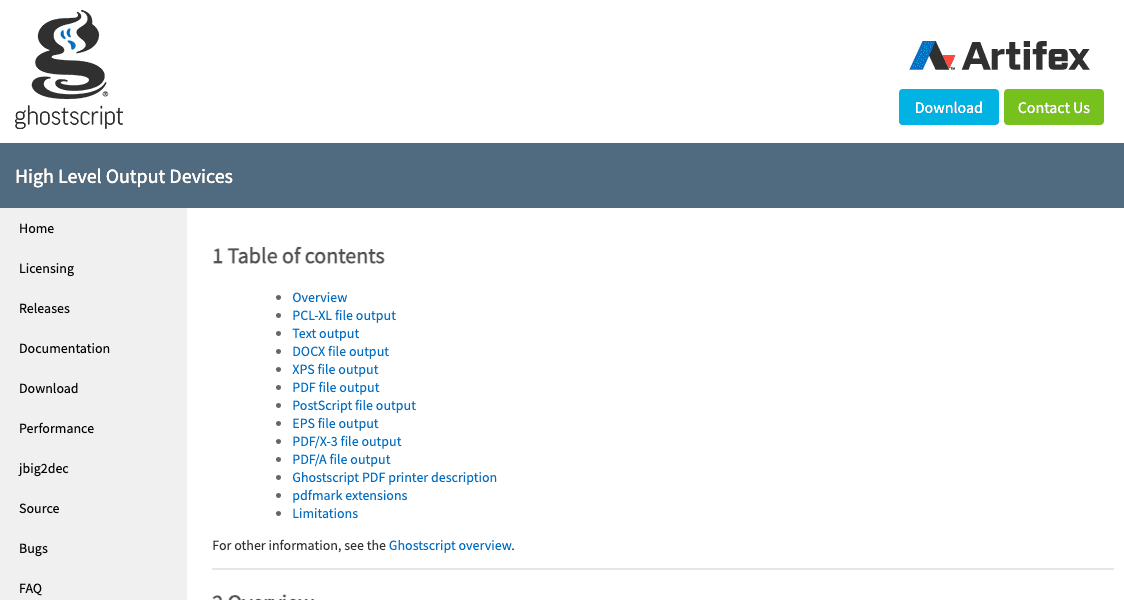 ghostscript
Artifex
Download
Contact Us
High Level Output Devices
Home
Licensing
Releases
Documentation
Download
Performance
jbig2dec
Source
Bugs
FAQ
1 Table of contents
Overview
PCL-XL file output
Text output
DOCX file output
XPS file output
PDF file output
PostScript file output
EPS file output
PDF/X-3 file output
PDF/A file output
Ghostscript PDF printer description
pdfmark extensions
Limitations
For other information, see the Ghostscript overview.
2 Overview